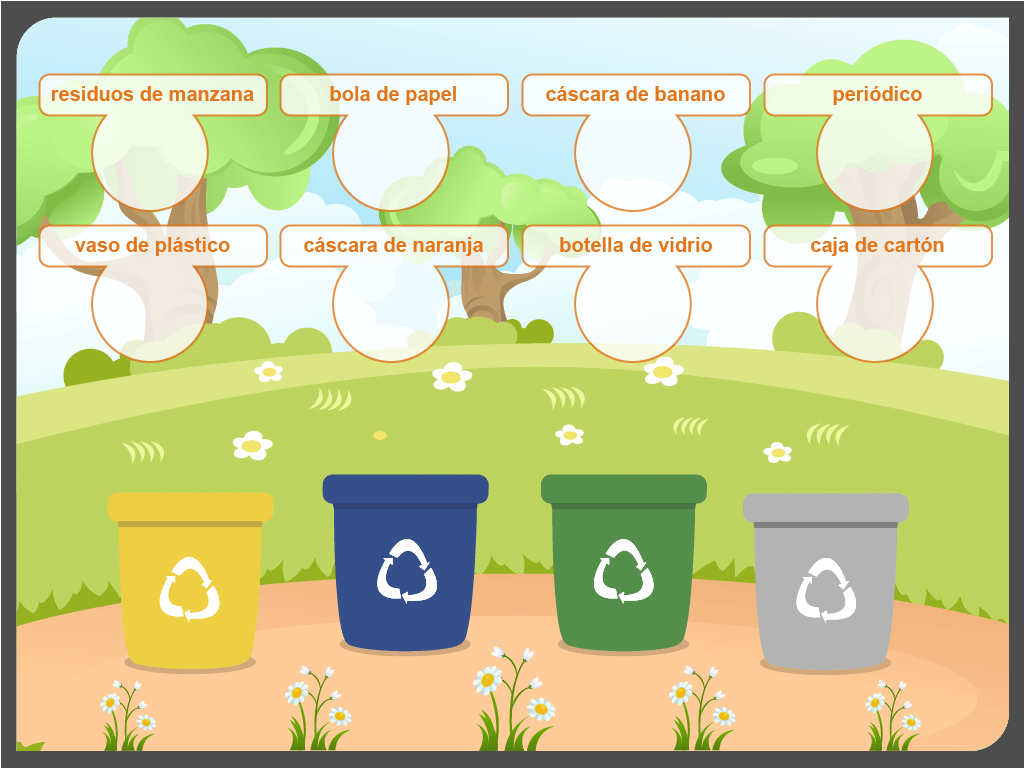 residuos de manzana
bola de papel
cáscara de banano
periódico
vaso de plástico
cáscara de naranja
botella de vidrio
caja de cartón